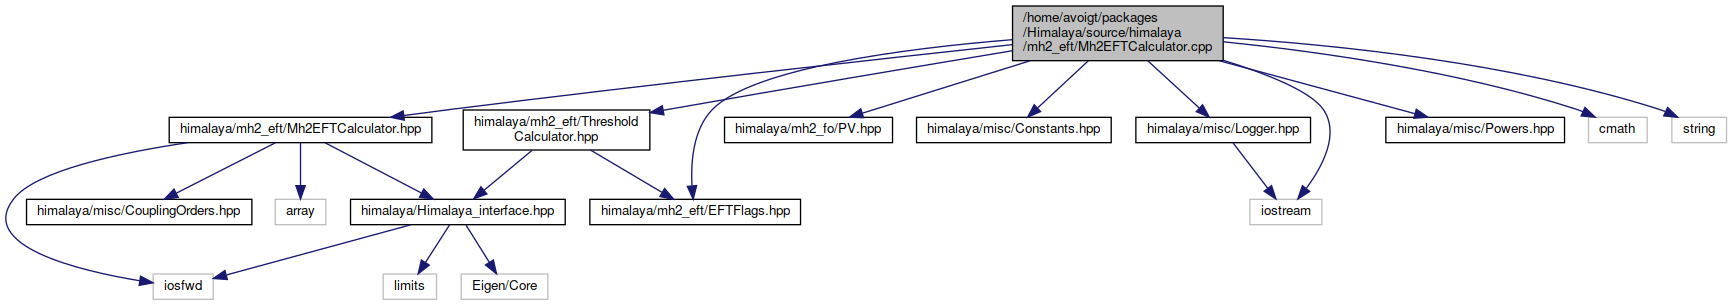 /home/avoigt/packages
/Himalaya/source/himalaya
/mh2_eft/Mh2EFTCalculator.cpp
himalaya/mh2_eft/Mh2EFTCalculator.hpp
himalaya/mh2_eft/Threshold
Calculator.hpp
himalaya/mh2_fo/PV.hpp
himalaya/misc/Constants.hpp
himalaya/misc/Logger.hpp
himalaya/misc/Powers.hpp
cmath
string
himalaya/misc/CouplingOrders.hpp
array
himalaya/Himalaya_interface.hpp
himalaya/mh2_eft/EFTFlags.hpp
iostream
iosfwd
limits
Eigen/Core